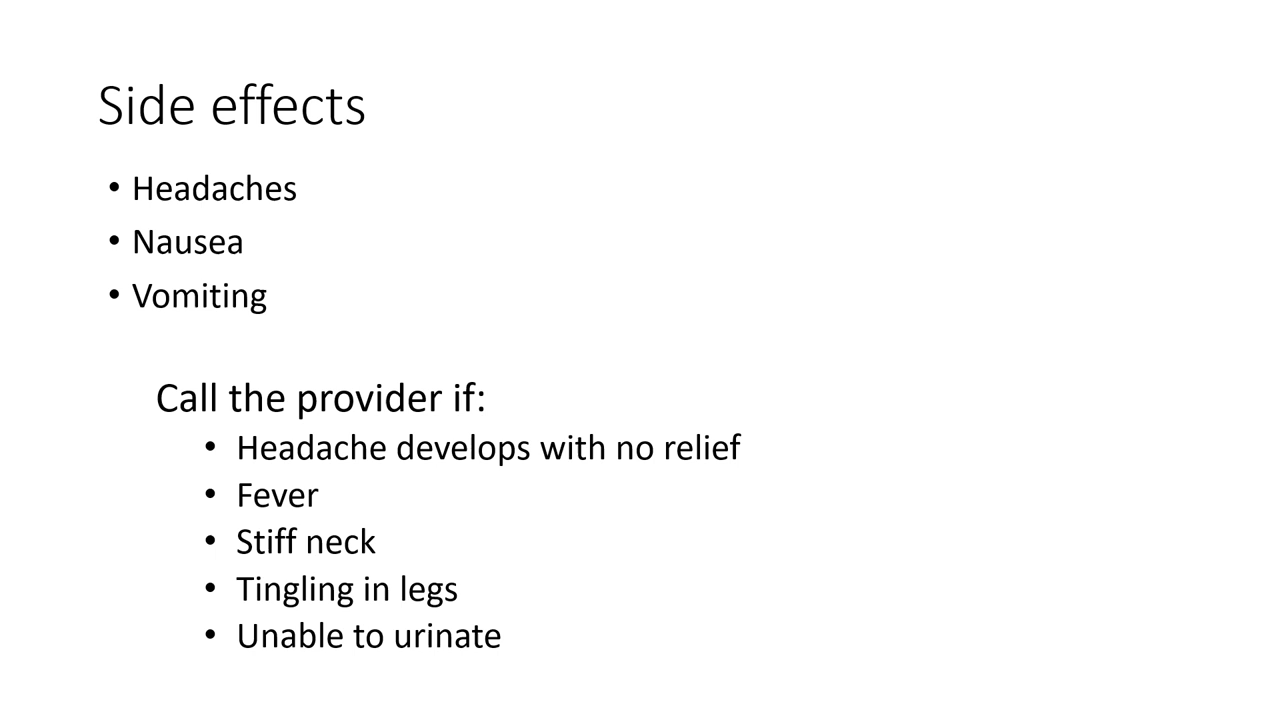 Side effects
• Headaches
• Nausea
• Vomiting
Call the provider if:
• Headache develops with no relief
• Fever
• Stiff neck
• Tingling in legs
• Unable to urinate